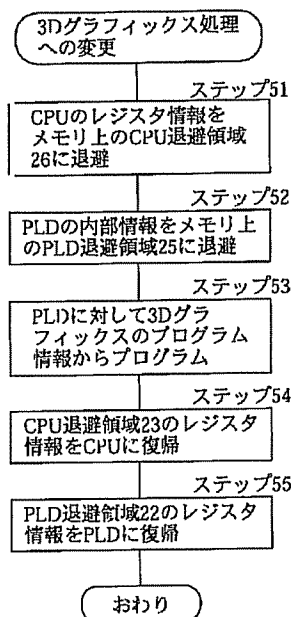 3Dグラフィックス処理
への変更
ステップ51
CPUのレジスタ情報を
メモリ上のCPU退避領域
26に退避
ステップ52
PLDの内部情報をメモリ上
のPLD退避領域25に退避
ステップ53
PLDに対して3Dグラ
フィックスのプログラム
情報からプログラム
ステップ54
CPU退避領域23のレジスタ
情報をCPUに復帰
ステップ55
PLD退避領域22のレジスタ
情報をPLDに復帰
おわり